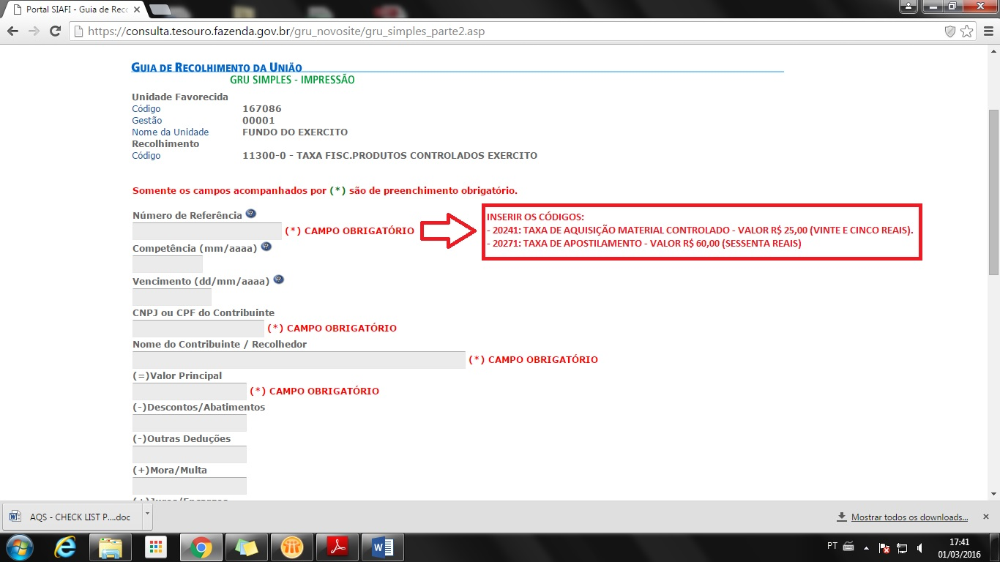 Portal SIAFI - Guia de Reco
https://consulta.tesouro.fazenda.gov.br/gru_novosite/gru_simples_parte2.asp
GUIA DE RECOLHIMENTO DA UNIÃO
GRU SIMPLES - IMPRESSÃO
Unidade Favorecida
Código 167086
Gestão 00001
Nome da Unidade FUNDO DO EXERCITO
Recolhimento
Código 11300-0 - TAXA FISC.PRODUTOS CONTROLADOS EXERCITO
Somente os campos acompanhados por (*) são de preenchimento obrigatório.
Número de Referência
(*) CAMPO OBRIGATÓRIO
INSERIR OS CÓDIGOS:
- 20241: TAXA DE AQUISIÇÃO MATERIAL CONTROLADO - VALOR R$ 25,00 (VINTE E CINCO REAIS).
- 20271: TAXA DE APOSTILAMENTO - VALOR R$ 60,00 (SESSENTA REAIS)
Competência (mm/aaaa)
Vencimento (dd/mm/aaaa)
CNPJ ou CPF do Contribuinte
(*) CAMPO OBRIGATÓRIO
Nome do Contribuinte / Recolhedor
(*) CAMPO OBRIGATÓRIO
(=)Valor Principal
(*) CAMPO OBRIGATÓRIO
(-)Descontos/Abatimentos
(-)Outras Deduções
(+)Mora/Multa
(+)Juros/Encargos
AQS - CHECK LIST P....doc
Mostrar todos os downloads...
PT
17:41
01/03/2016